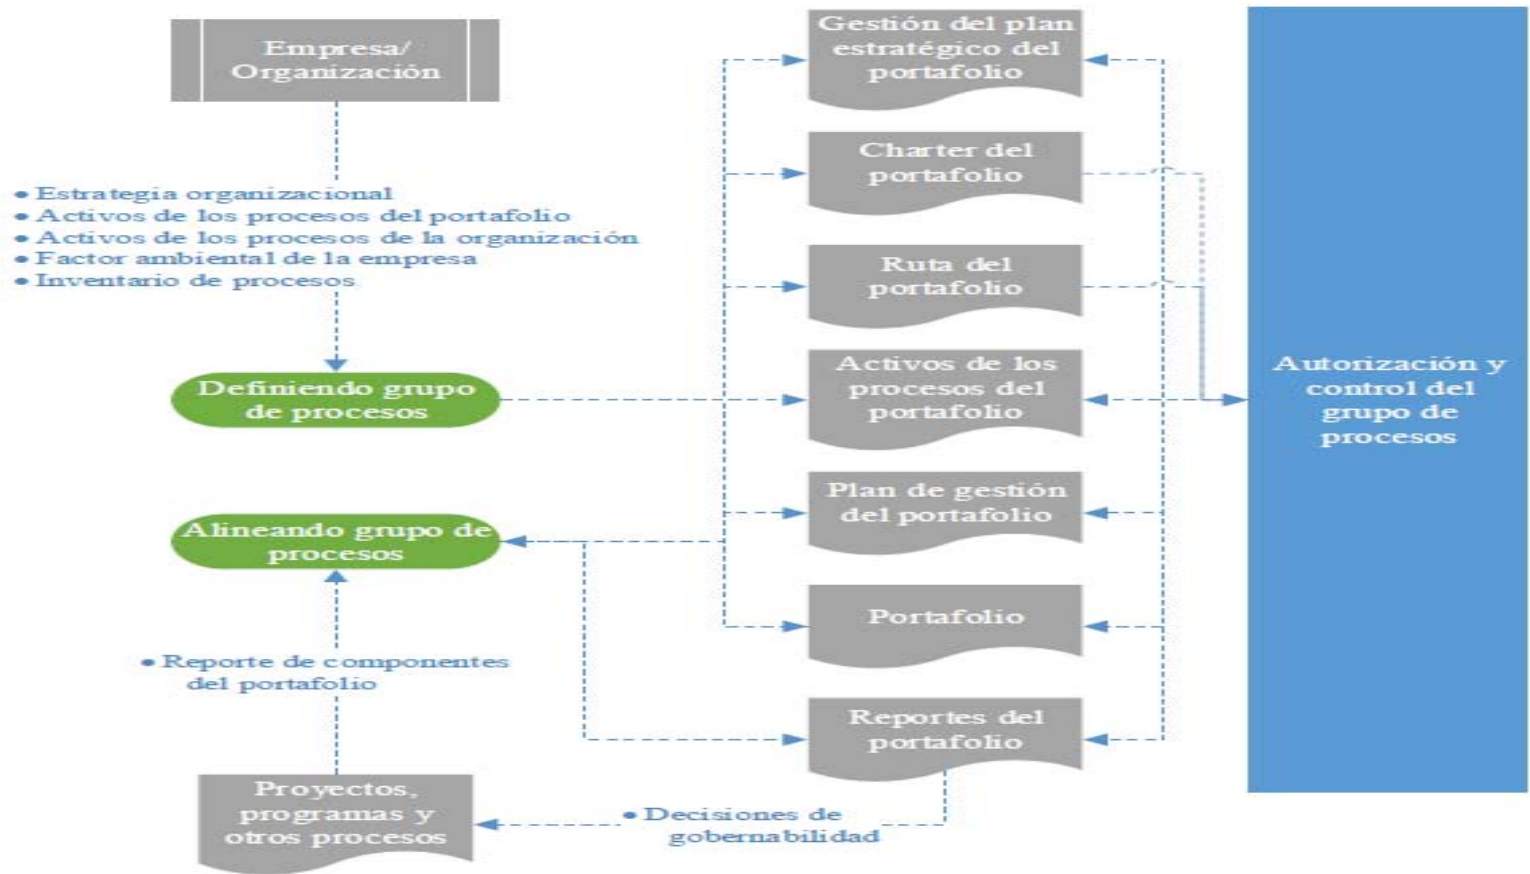 Empresa/
Organización
• Estrategia organizacional
• Activos de los procesos del portafolio
• Activos de los procesos de la organización
• Factor ambiental de la empresa
• Inventario de procesos
Definiendo grupo
de procesos
Alineando grupo de
procesos
• Reporte de componentes
del portafolio
Proyectos,
programas y
otros procesos
Gestión del plan
estratégico del
portafolio
Charter del
portafolio
Ruta del
portafolio
Activos de los
procesos del
portafolio
Plan de gestión
del portafolio
Portafolio
Reportes del
portafolio
• Decisiones de
gobernabilidad
Autorización y
control del
grupo de
procesos